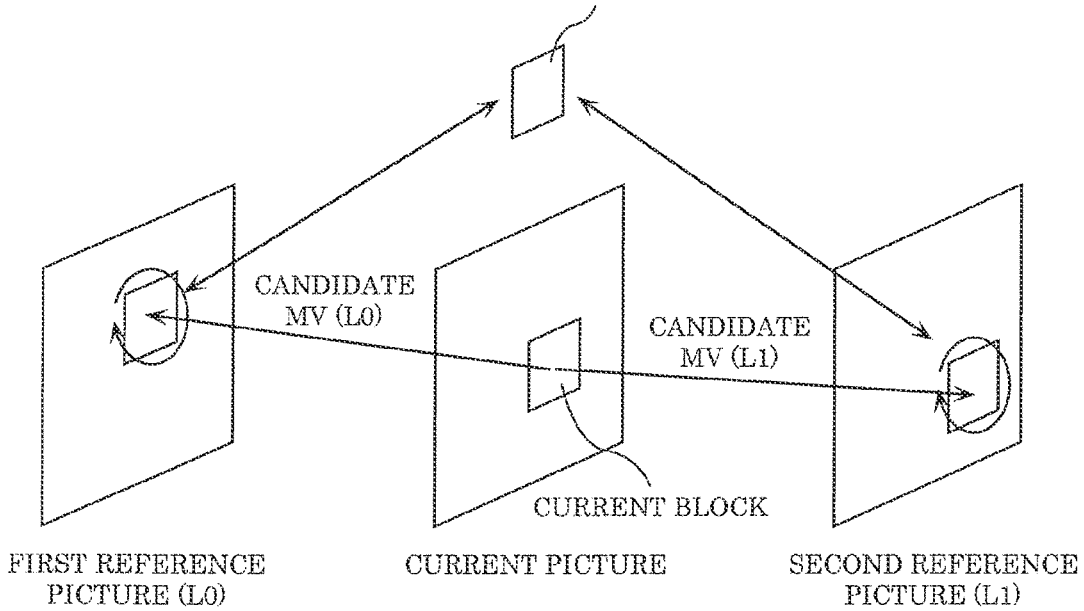 CANDIDATE
MV (L0)
CANDIDATE
MV (L1)
CURRENT BLOCK
FIRST REFERENCE
PICTURE (L0)
CURRENT PICTURE
SECOND REFERENCE
PICTURE (L1)